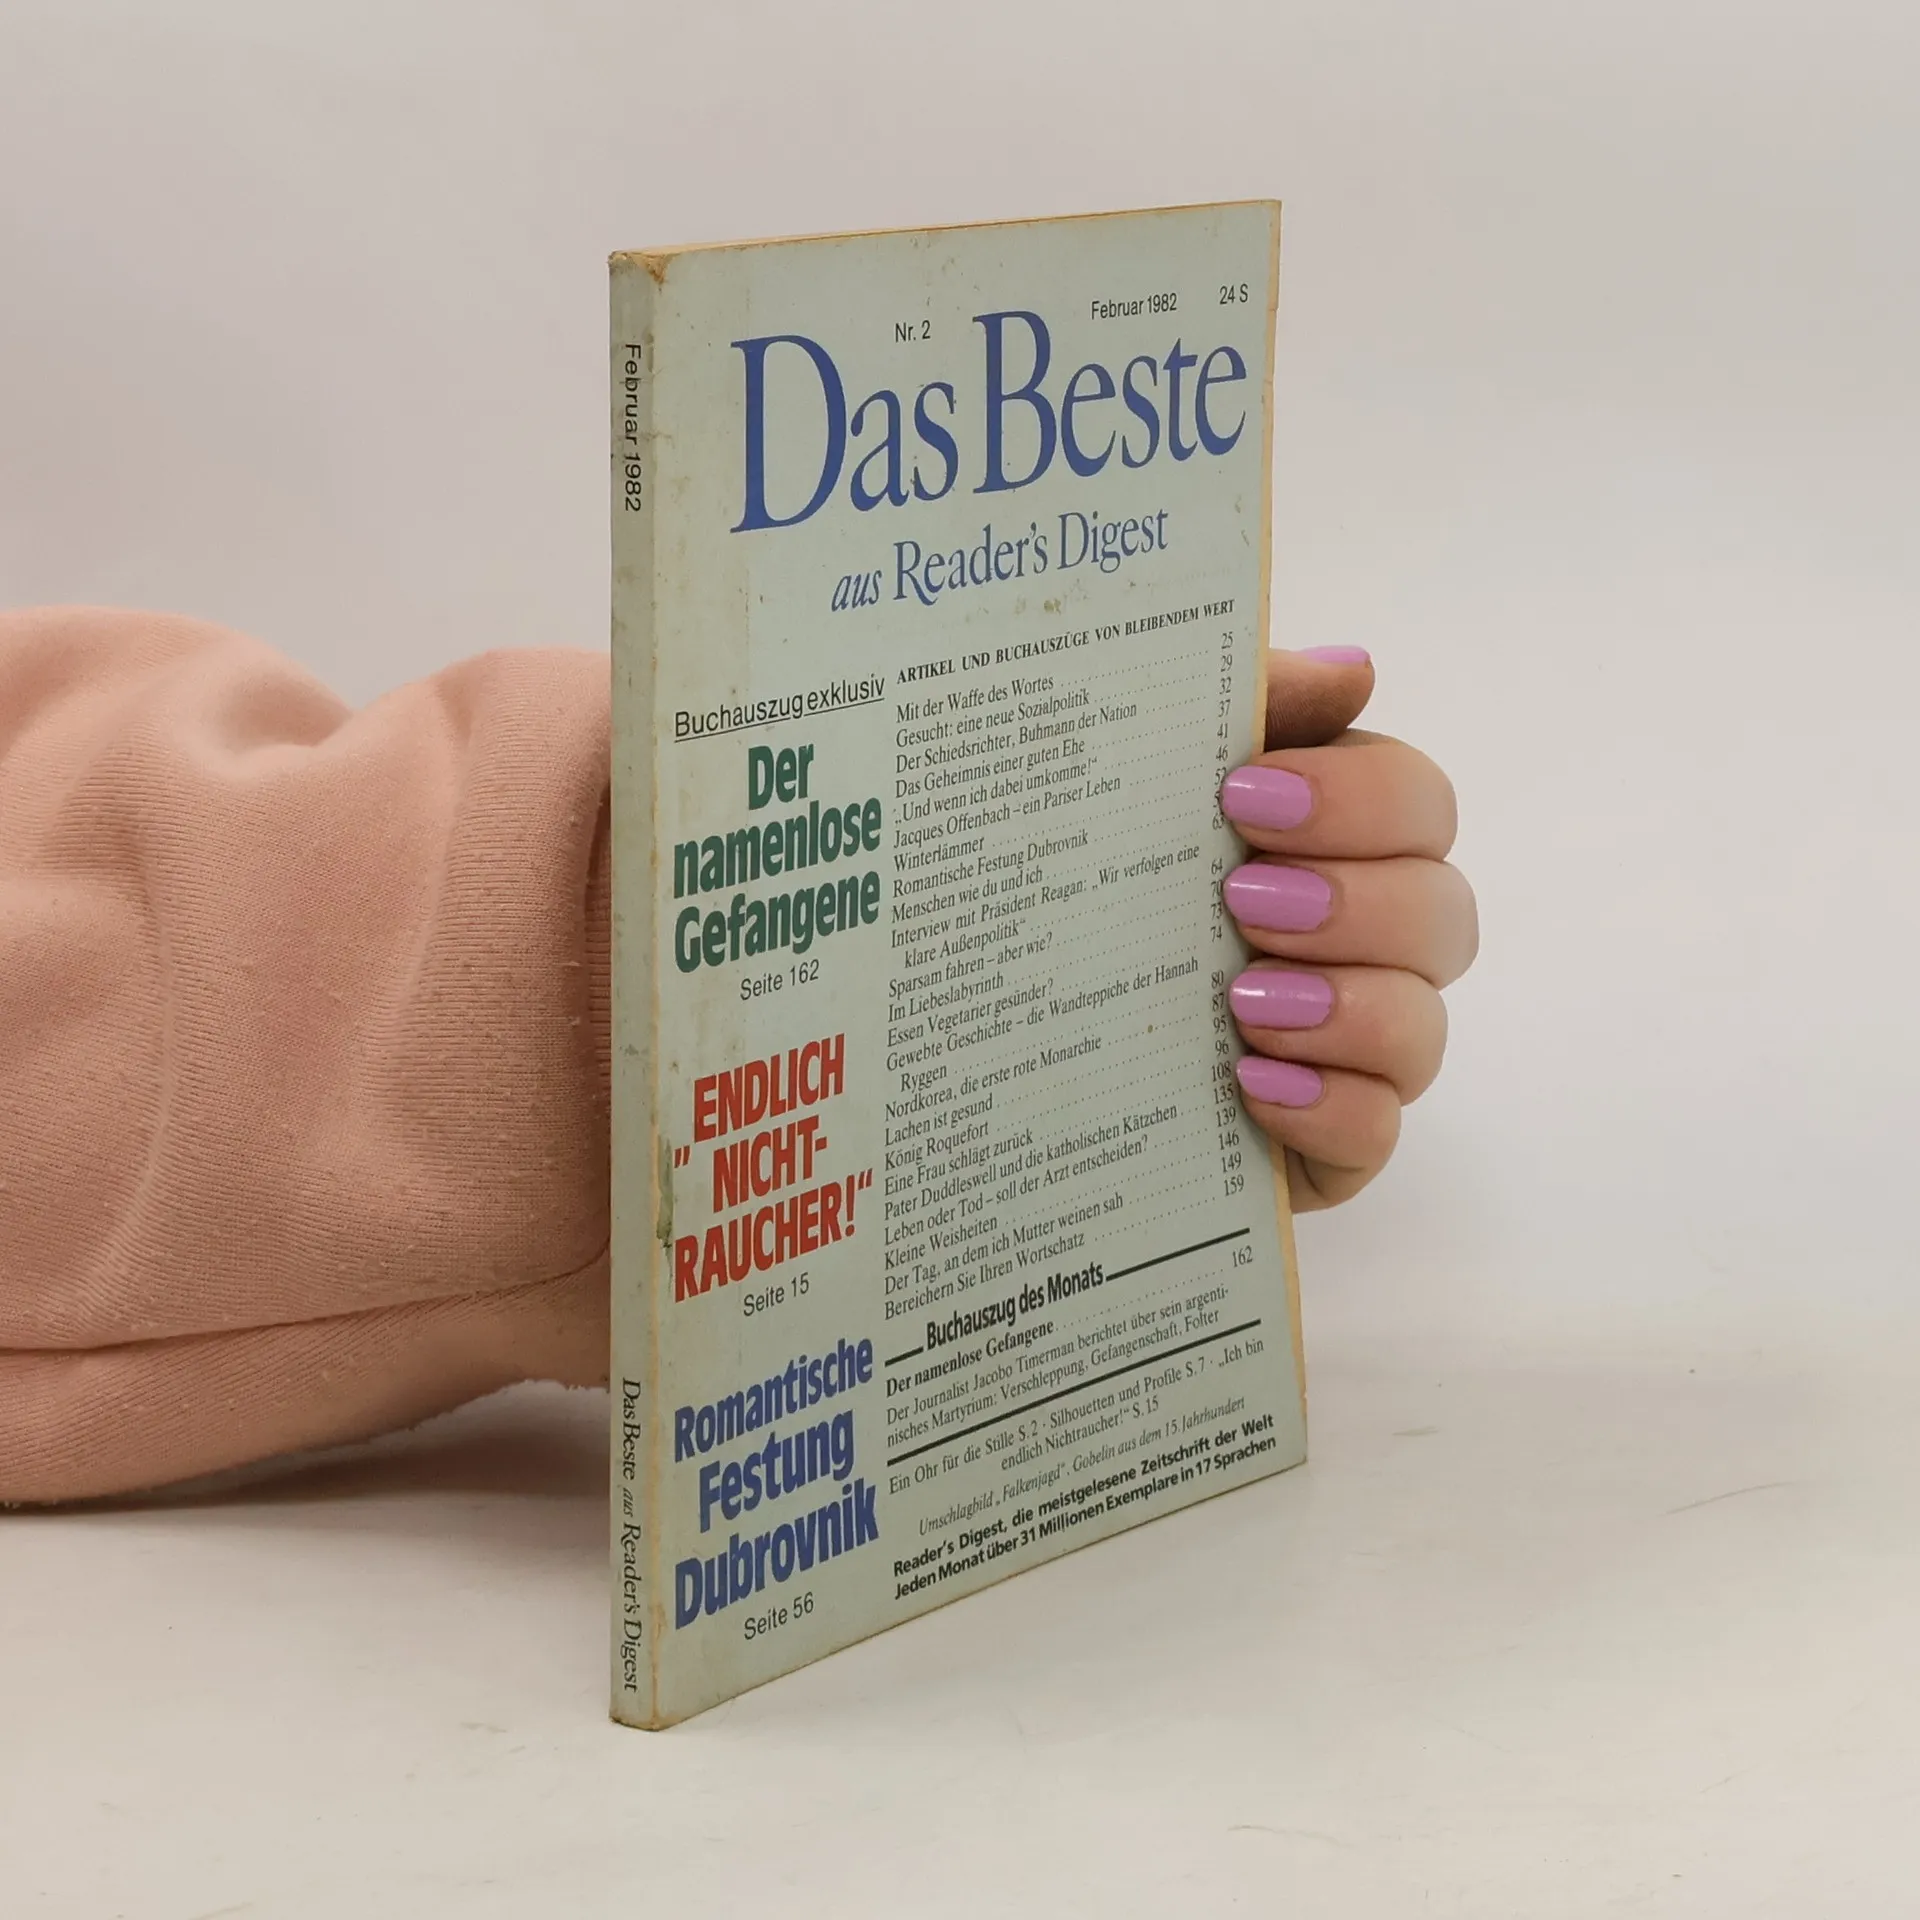 Februar 1982
Das Beste aus Reader's Digest
Nr. 2
Februar 1982
24 S
Das Beste
aus Reader's Digest
Buchauszug exklusiv
Der
namenlose
Gefangene
Seite 162
„ENDLICH
NICHT-
RAUCHER!“
Seite 15
Romantische
Festung
Dubrovnik
Seite 56
ARTIKEL UND BUCHAUSZÜGE VON BLEIBENDEM WERT
Mit der Waffe des Wortes 25
Gesucht: eine neue Sozialpolitik 29
Der Schiedsrichter, Buhmann der Nation 32
Das Geheimnis einer guten Ehe 37
„Und wenn ich dabei umkomme!“ 41
Jacques Offenbach – ein Pariser Leben 46
Winterlämmer 52
Romantische Festung Dubrovnik
Menschen wie du und ich 63
Interview mit Präsident Reagan: „Wir verfolgen eine
klare Außenpolitik“ 64
Sparsam fahren – aber wie? 70
Im Liebeslabyrinth 73
Essen Vegetarier gesünder? 74
Gewebte Geschichte – die Wandteppiche der Hannah
Ryggen 80
Nordkorea, die erste rote Monarchie 87
Lachen ist gesund 95
König Roquefort 96
Eine Frau schlägt zurück 108
Pater Duddleswell und die katholischen Kätzchen 135
Leben oder Tod – soll der Arzt entscheiden? 139
Kleine Weisheiten 146
Der Tag, an dem ich Mutter weinen sah 149
Bereichern Sie Ihren Wortschatz 159
Buchauszug des Monats
Der namenlose Gefangene 162
Der Journalist Jacobo Timerman berichtet über sein argenti-
nisches Martyrium: Verschleppung, Gefangenschaft, Folter
Ein Ohr für die Stille S. 2 · Silhouetten und Profile S. 7 · „Ich bin
endlich Nichtraucher!“ S. 15
Umschlagbild „Falkenjagd“, Gobelin aus dem 15. Jahrhundert
Reader's Digest, die meistgelesene Zeitschrift der Welt
Jeden Monat über 31 Millionen Exemplare in 17 Sprachen